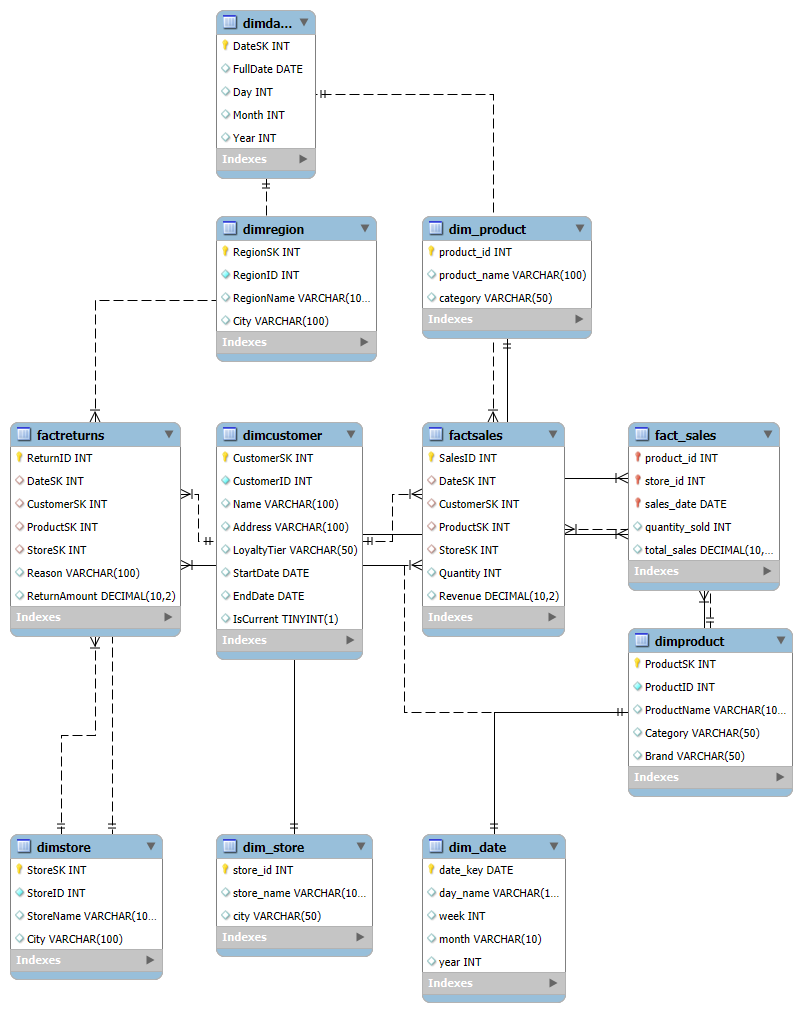 dimda...
DateSK INT
FullDate DATE
Day INT
Month INT
Year INT
Indexes
dimregion
RegionSK INT
RegionID INT
RegionName VARCHAR(10...
City VARCHAR(100)
Indexes
dim_product
product_id INT
product_name VARCHAR(100)
category VARCHAR(50)
Indexes
factreturns
ReturnID INT
DateSK INT
CustomerSK INT
ProductSK INT
StoreSK INT
Reason VARCHAR(100)
ReturnAmount DECIMAL(10,2)
Indexes
dimcustomer
CustomerSK INT
CustomerID INT
Name VARCHAR(100)
Address VARCHAR(100)
LoyaltyTier VARCHAR(50)
StartDate DATE
EndDate DATE
IsCurrent TINYINT(1)
Indexes
factsales
SalesID INT
DateSK INT
CustomerSK INT
ProductSK INT
StoreSK INT
Quantity INT
Revenue DECIMAL(10,2)
Indexes
fact_sales
product_id INT
store_id INT
sales_date DATE
quantity_sold INT
total_sales DECIMAL(10,...
Indexes
dimproduct
ProductSK INT
ProductID INT
ProductName VARCHAR(10...
Category VARCHAR(50)
Brand VARCHAR(50)
Indexes
dimstore
StoreSK INT
StoreID INT
StoreName VARCHAR(10...
City VARCHAR(100)
Indexes
dim_store
store_id INT
store_name VARCHAR(10...
city VARCHAR(50)
Indexes
dim_date
date_key DATE
day_name VARCHAR(1...
week INT
month VARCHAR(10)
year INT
Indexes